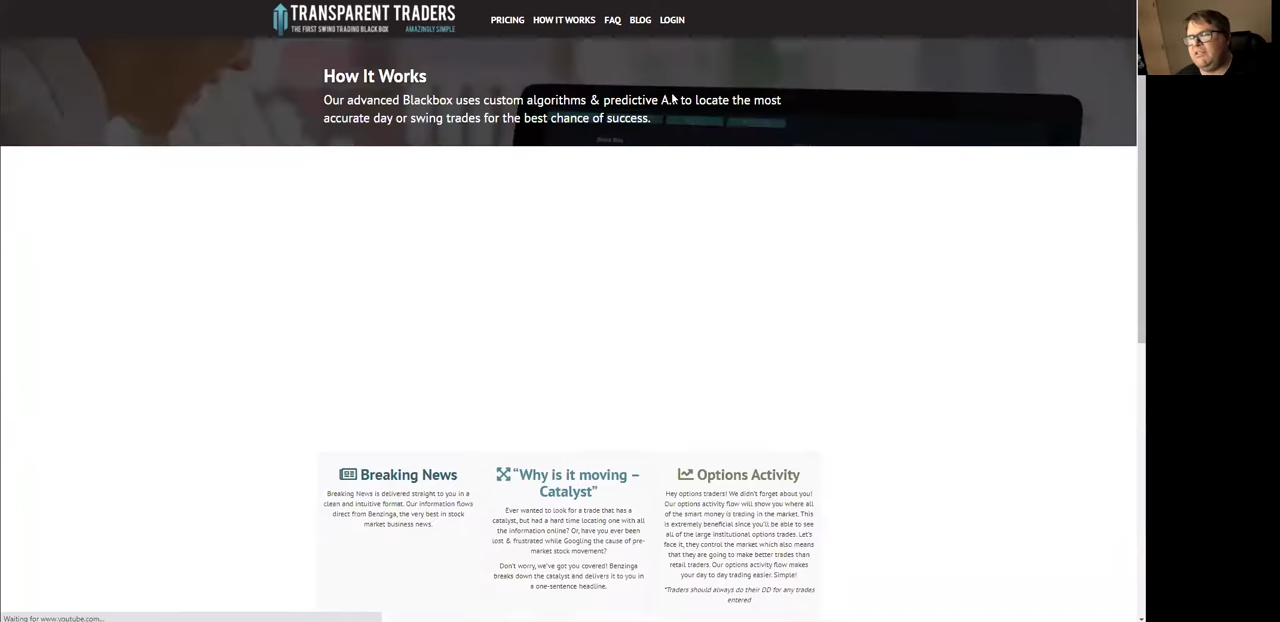 TRANSPARENT TRADERS
THE FIRST SWING TRADING BLACKBOX AMAZINGLY SIMPLE
PRICING HOW IT WORKS FAQ BLOG LOGIN
How It Works
Our advanced Blackbox uses custom algorithms & predictive A.I. to locate the most
accurate day or swing trades for the best chance of success.
Breaking News
Breaking News is delivered straight to you in a
clean and intuitive format. Our information flows
direct from Benzinga, the very best in stock
market business news.
"Why is it moving –
Catalyst"
Ever wanted to look for a trade that has a
catalyst, but had a hard time locating one with all
the information online? Or, have you ever been
lost & frustrated while Googling the cause of pre-
market stock movement?
Don't worry, we've got you covered! Benzinga
breaks down the catalyst and delivers it to you in
a one-sentence headline.
Options Activity
Hey options traders! We didn't forget about you!
Our options activity flow will show you where all
of the smart money is trading in the market. This
is extremely beneficial since you'll be able to see
all of the large institutional options trades. Let's
face it, they control the market which also means
that they are going to make better trades than
retail traders. Our options activity flow makes
your day to day trading easier. Simple!
*Traders should always do their DD for any trades
entered
Waiting for www.youtube.com...